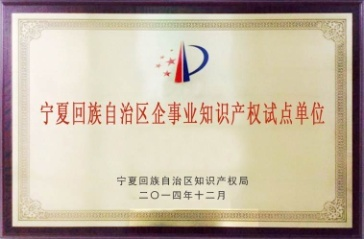 宁夏回族自治区企事业知识产权试点单位
宁夏回族自治区知识产权局
二〇一四年十二月